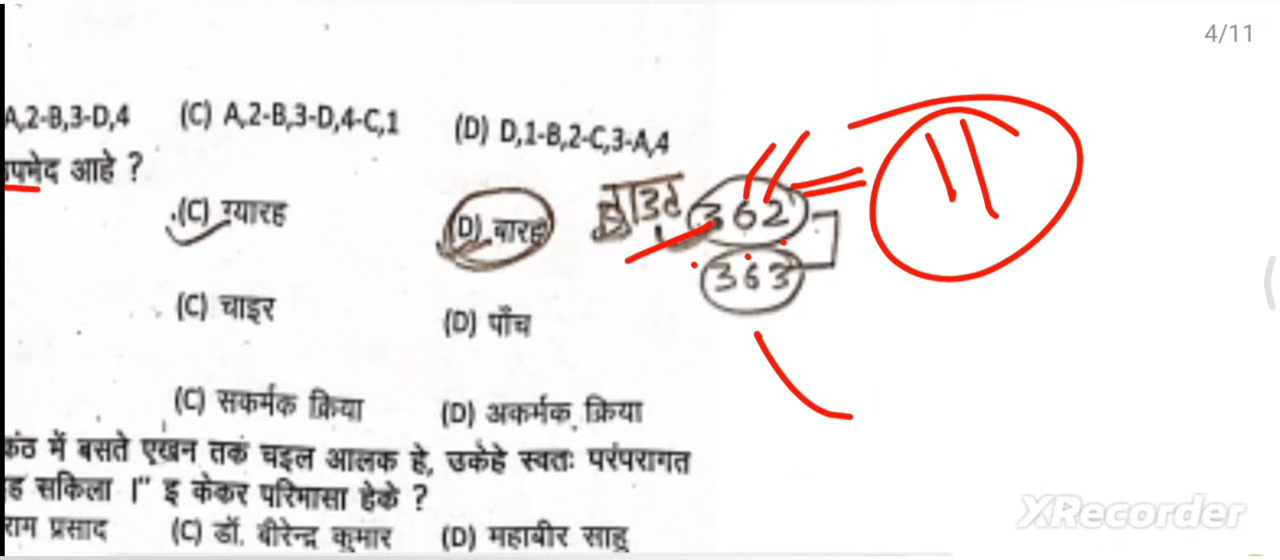 4/11
A,2-B,3-D,4 (C) A,2-B,3-D,4-C,1 (D) D,1-B,2-C,3-A,4
उपभेद आहे ?
(C) ग्यारह (D) बारह डाउट 362 11
363
(C) चाइर (D) पाँच
(C) सकर्मक क्रिया (D) अकर्मक क्रिया
कंठ में बसते एखन तक चइल आलक हे, उकेहे स्वतः परंपरागत
ह सकिला ।" इ केकर परिभासा हेके ?
राम प्रसाद (C) डॉ. बीरेन्द्र कुमार (D) महाबीर साहु
XRecorder